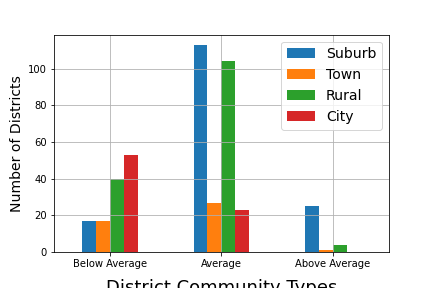 Suburb
Town
Rural
City
Number of Districts
100
80
60
40
20
0
Below Average Average Above Average
District Community Types